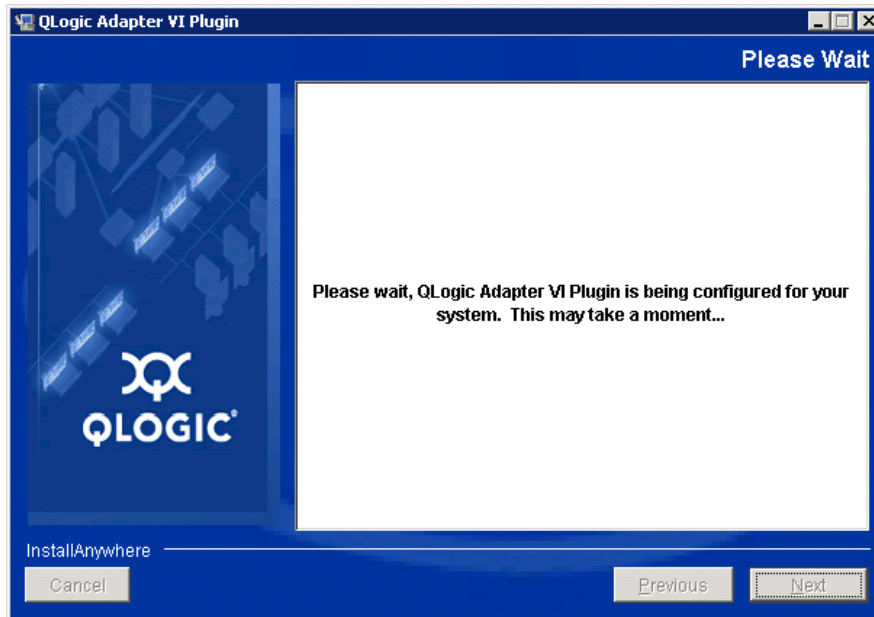 QLogic Adapter VI Plugin
Please Wait
Please wait, QLogic Adapter VI Plugin is being configured for your
system. This may take a moment...
QLOGIC®
InstallAnywhere
Cancel
Previous
Next